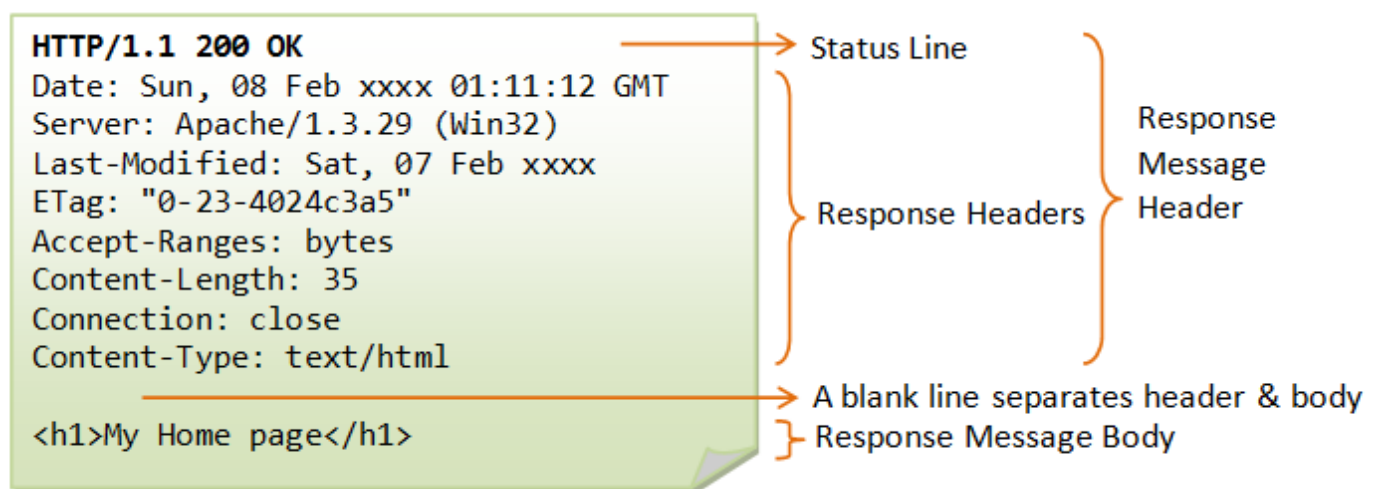 HTTP/1.1 200 OK
Date: Sun, 08 Feb xxxx 01:11:12 GMT
Server: Apache/1.3.29 (Win32)
Last-Modified: Sat, 07 Feb xxxx
ETag: "0-23-4024c3a5"
Accept-Ranges: bytes
Content-Length: 35
Connection: close
Content-Type: text/html
<h1>My Home page</h1>
Status Line
Response Headers
A blank line separates header & body
Response Message Body
Response
Message
Header